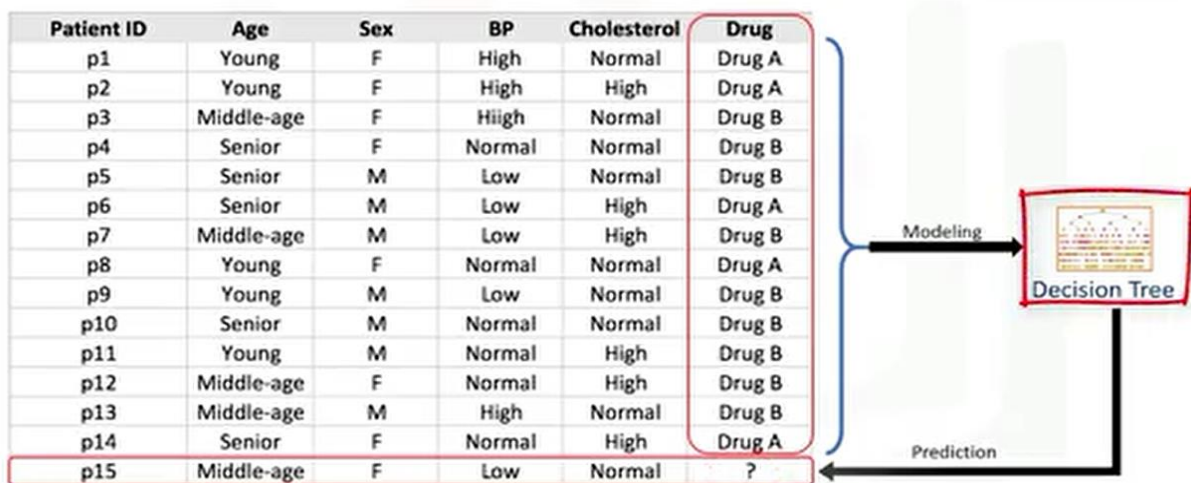 Patient ID Age Sex BP Cholesterol Drug
p1 Young F High Normal Drug A
p2 Young F High High Drug A
p3 Middle-age F Hiigh Normal Drug B
p4 Senior F Normal Normal Drug B
p5 Senior M Low Normal Drug B
p6 Senior M Low High Drug A
p7 Middle-age M Low High Drug B
p8 Young F Normal Normal Drug A
p9 Young M Low Normal Drug B
p10 Senior M Normal Normal Drug B
p11 Young M Normal High Drug B
p12 Middle-age F Normal High Drug B
p13 Middle-age M High Normal Drug B
p14 Senior F Normal High Drug A
p15 Middle-age F Low Normal ?
Modeling
Decision Tree
Prediction